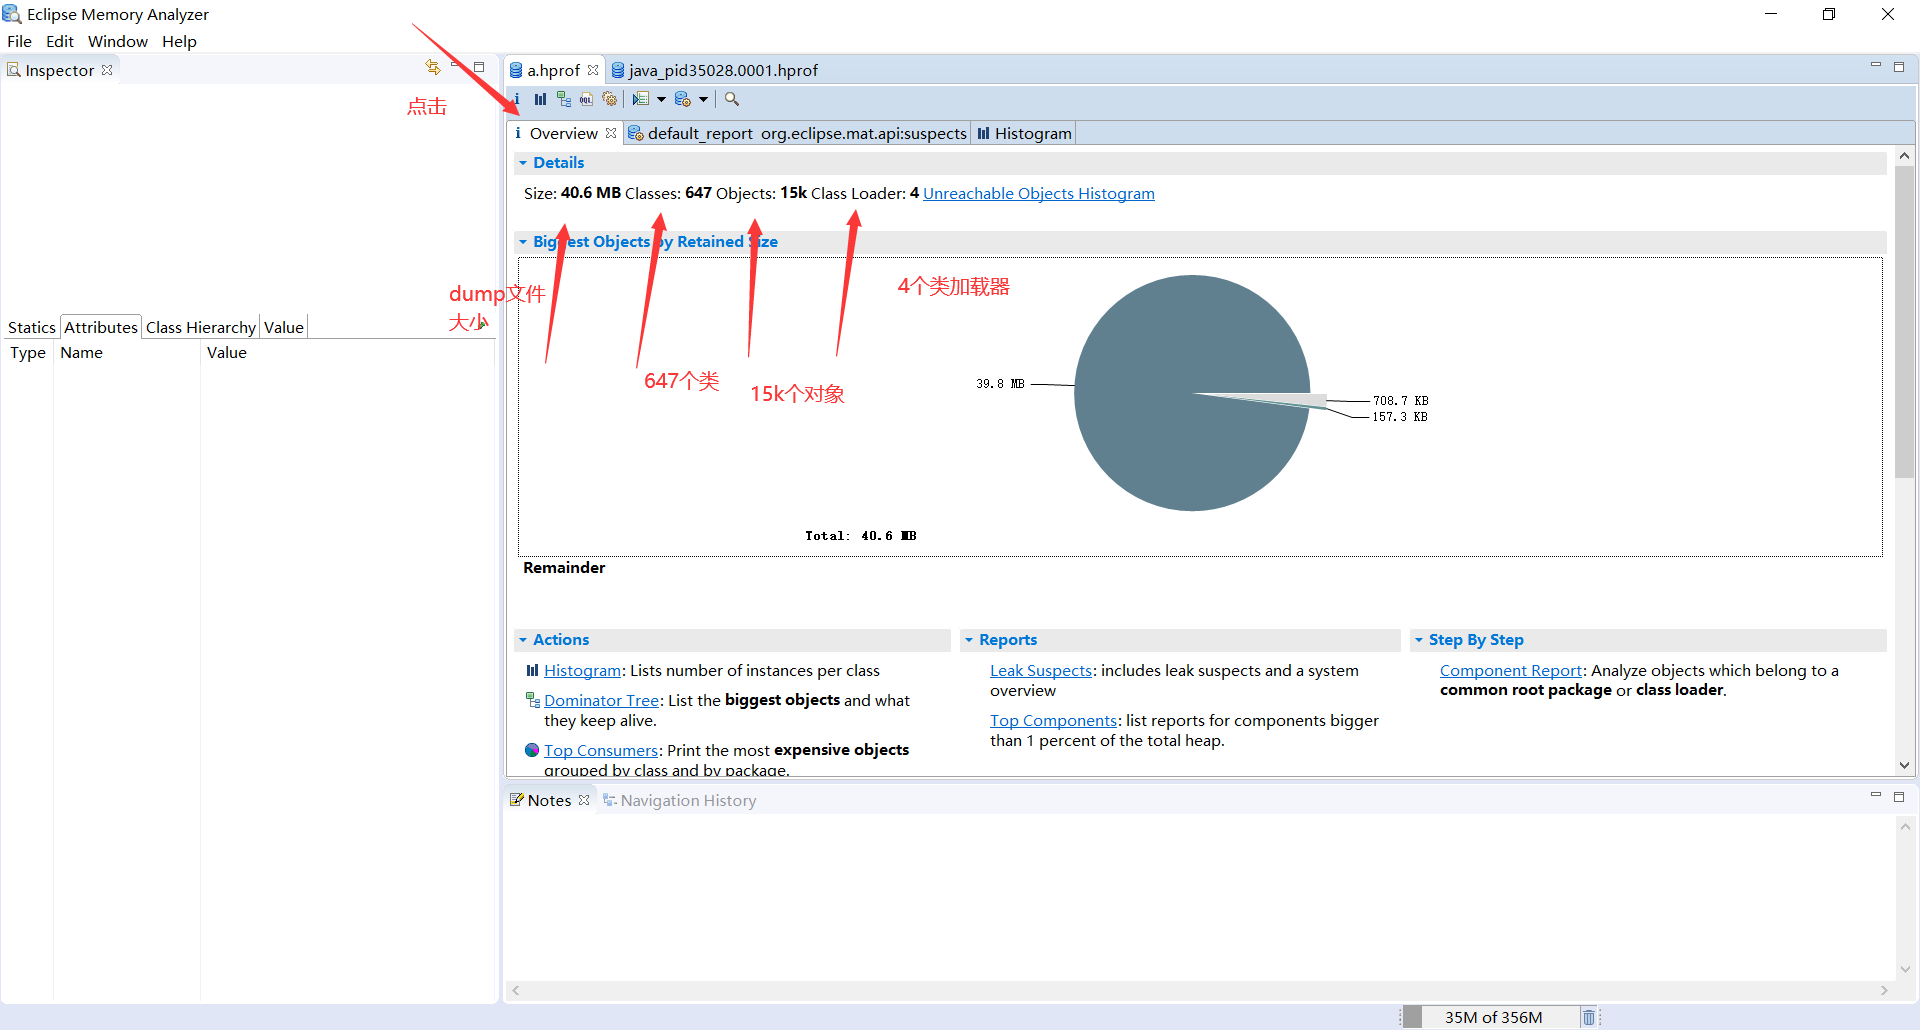 Eclipse Memory Analyzer
File Edit Window Help
Inspector
a.hprof java_pid35028.0001.hprof
点击
i Overview default_report org.eclipse.mat.api:suspects Histogram
Details
Size: 40.6 MB Classes: 647 Objects: 15k Class Loader: 4 Unreachable Objects Histogram
Biggest Objects by Retained Size
dump文件
大小
4个类加载器
647个类
15k个对象
39.8 MB
708.7 KB
157.3 KB
Total: 40.6 MB
Remainder
Statics Attributes Class Hierarchy Value
Type Name Value
Actions
Histogram: Lists number of instances per class
Dominator Tree: List the biggest objects and what
they keep alive.
Top Consumers: Print the most expensive objects
grouped by class and by package.
Reports
Leak Suspects: includes leak suspects and a system
overview
Top Components: list reports for components bigger
than 1 percent of the total heap.
Step By Step
Component Report: Analyze objects which belong to a
common root package or class loader.
Notes Navigation History
35M of 356M